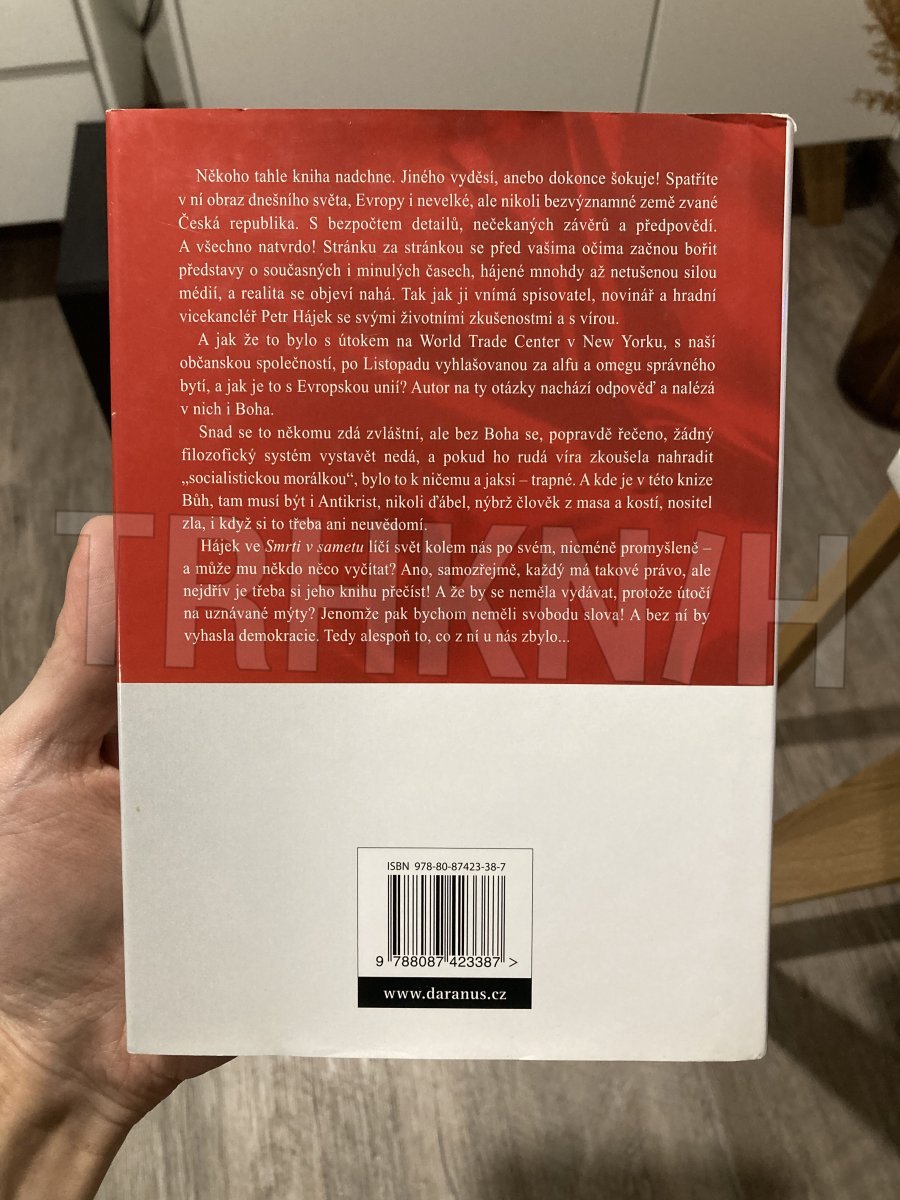 Někoho tahle kniha nadchne. Jiného vyděsí, anebo dokonce šokuje! Spatříte
v ní obraz dnešního světa, Evropy i nevelké, ale nikoli bezvýznamné země zvané
Česká republika. S bezpočtem detailů, nečekaných závěrů a předpovědí.
A všechno natvrdo! Stránku za stránkou se před vašima očima začnou bořit
představy o současných i minulých časech, hájené mnohdy až netušenou silou
médií, a realita se objeví nahá. Tak jak ji vnímá spisovatel, novinář a hradní
vicekancléř Petr Hájek se svými životními zkušenostmi a s vírou.
A jak že to bylo s útokem na World Trade Center v New Yorku, s naší
občanskou společností, po Listopadu vyhlašovanou za alfu a omegu správného
bytí, a jak je to s Evropskou unií? Autor na ty otázky nachází odpověď a nalézá
v nich i Boha.
Snad se to někomu zdá zvláštní, ale bez Boha se, popravdě řečeno, žádný
filozofický systém vystavět nedá, a pokud ho rudá víra zkoušela nahradit
„socialistickou morálkou“, bylo to k ničemu a jaksi – trapné. A kde je v této knize
Bůh, tam musí být i Antikrist, nikoli ďábel, nýbrž člověk z masa a kostí, nositel
zla, i když si to třeba ani neuvědomí.
Hájek ve Smrti v sametu líčí svět kolem nás po svém, nicméně promyšleně –
a může mu někdo něco vyčítat? Ano, samozřejmě, každý má takové právo, ale
nejdřív je třeba si jeho knihu přečíst! A že by se neměla vydávat, protože útočí
na uznávané mýty? Jenomže pak bychom neměli svobodu slova! A bez ní by
vyhasla demokracie. Tedy alespoň to, co z ní u nás zbylo...
TRHKNI/H
ISBN 978-80-87423-38-7
9 788087 423387 >
www.daranus.cz